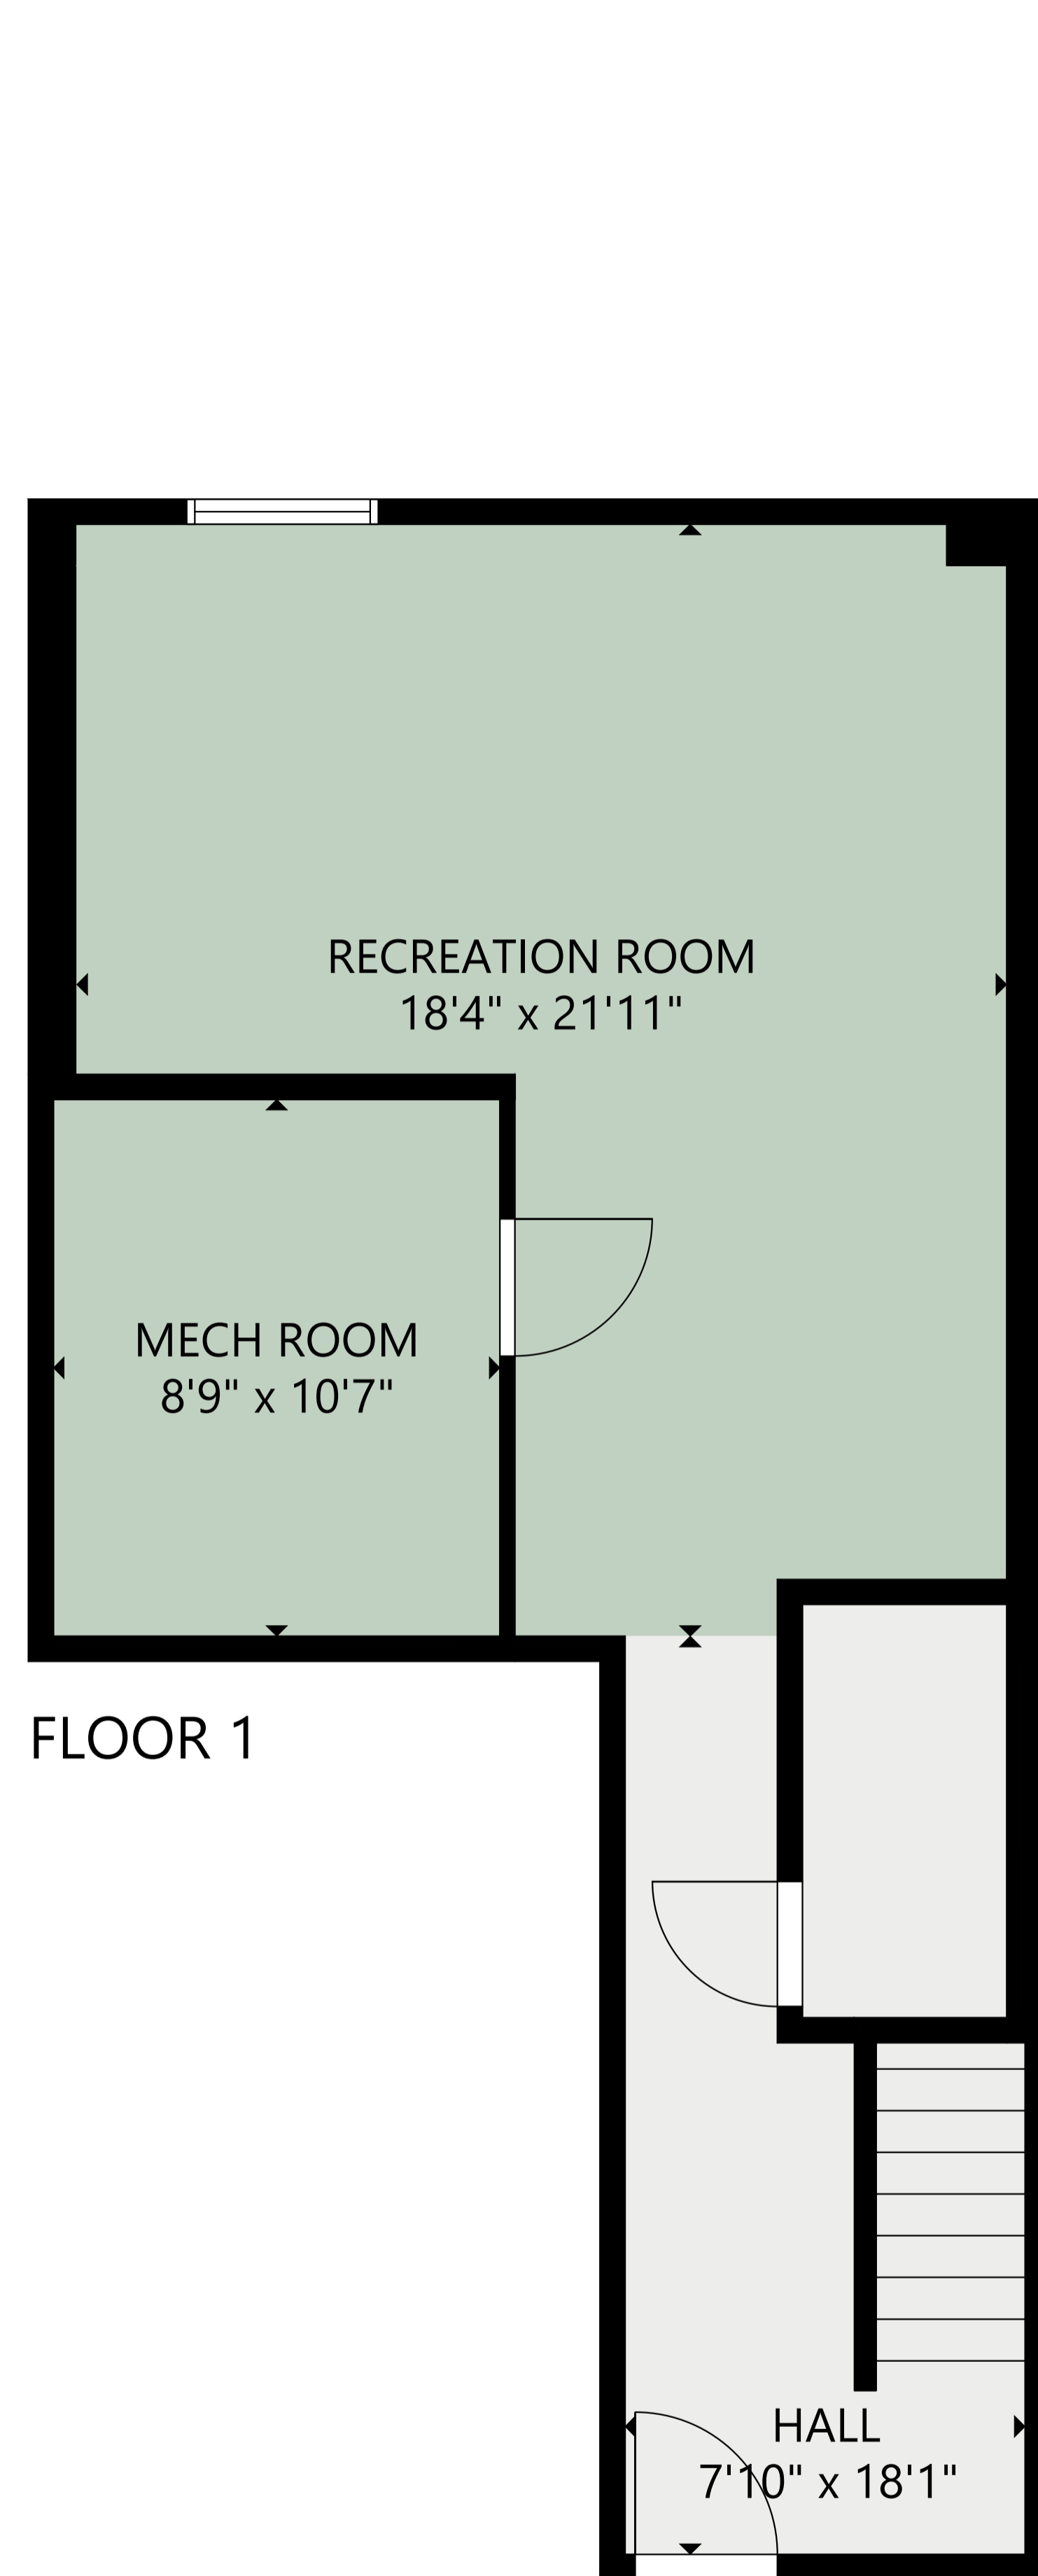 RECREATION ROOM
18'4" x 21'11"
MECH ROOM
8'9" x 10'7"
FLOOR 1
HALL
7'10" x 18'1"